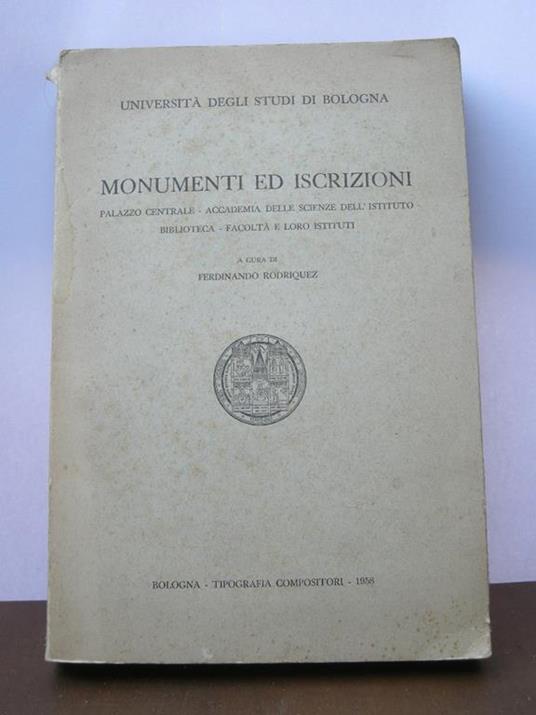 UNIVERSITÀ DEGLI STUDI DI BOLOGNA
MONUMENTI ED ISCRIZIONI
PALAZZO CENTRALE - ACCADEMIA DELLE SCIENZE DELL'ISTITUTO
BIBLIOTECA - FACOLTÀ E LORO ISTITUTI
A CURA DI
FERDINANDO RODRIQUEZ
BOLOGNA - TIPOGRAFIA COMPOSITORI - 1958